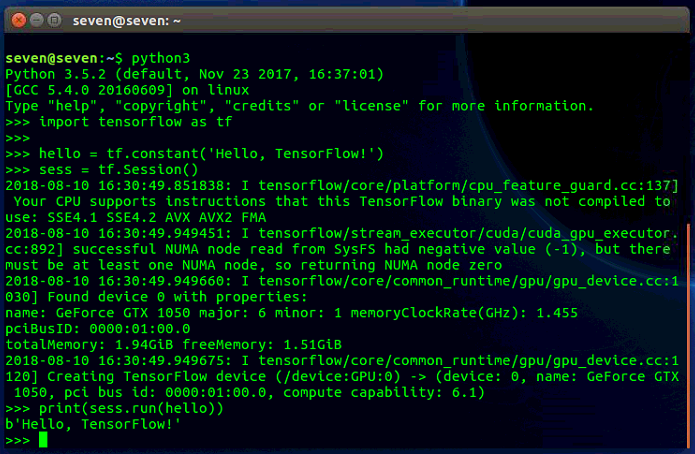 seven@seven: ~
seven@seven:~$ python3
Python 3.5.2 (default, Nov 23 2017, 16:37:01)
[GCC 5.4.0 20160609] on linux
Type "help", "copyright", "credits" or "license" for more information.
>>> import tensorflow as tf
>>>
>>> hello = tf.constant('Hello, TensorFlow!')
>>> sess = tf.Session()
2018-08-10 16:30:49.851838: I tensorflow/core/platform/cpu_feature_guard.cc:137]
 Your CPU supports instructions that this TensorFlow binary was not compiled to
use: SSE4.1 SSE4.2 AVX AVX2 FMA
2018-08-10 16:30:49.949451: I tensorflow/stream_executor/cuda/cuda_gpu_executor.
cc:892] successful NUMA node read from SysFS had negative value (-1), but there
must be at least one NUMA node, so returning NUMA node zero
2018-08-10 16:30:49.949660: I tensorflow/core/common_runtime/gpu/gpu_device.cc:1
030] Found device 0 with properties:
name: GeForce GTX 1050 major: 6 minor: 1 memoryClockRate(GHz): 1.455
pciBusID: 0000:01:00.0
totalMemory: 1.94GiB freeMemory: 1.51GiB
2018-08-10 16:30:49.949675: I tensorflow/core/common_runtime/gpu/gpu_device.cc:1
120] Creating TensorFlow device (/device:GPU:0) -> (device: 0, name: GeForce GTX
 1050, pci bus id: 0000:01:00.0, compute capability: 6.1)
>>> print(sess.run(hello))
b'Hello, TensorFlow!'
>>>